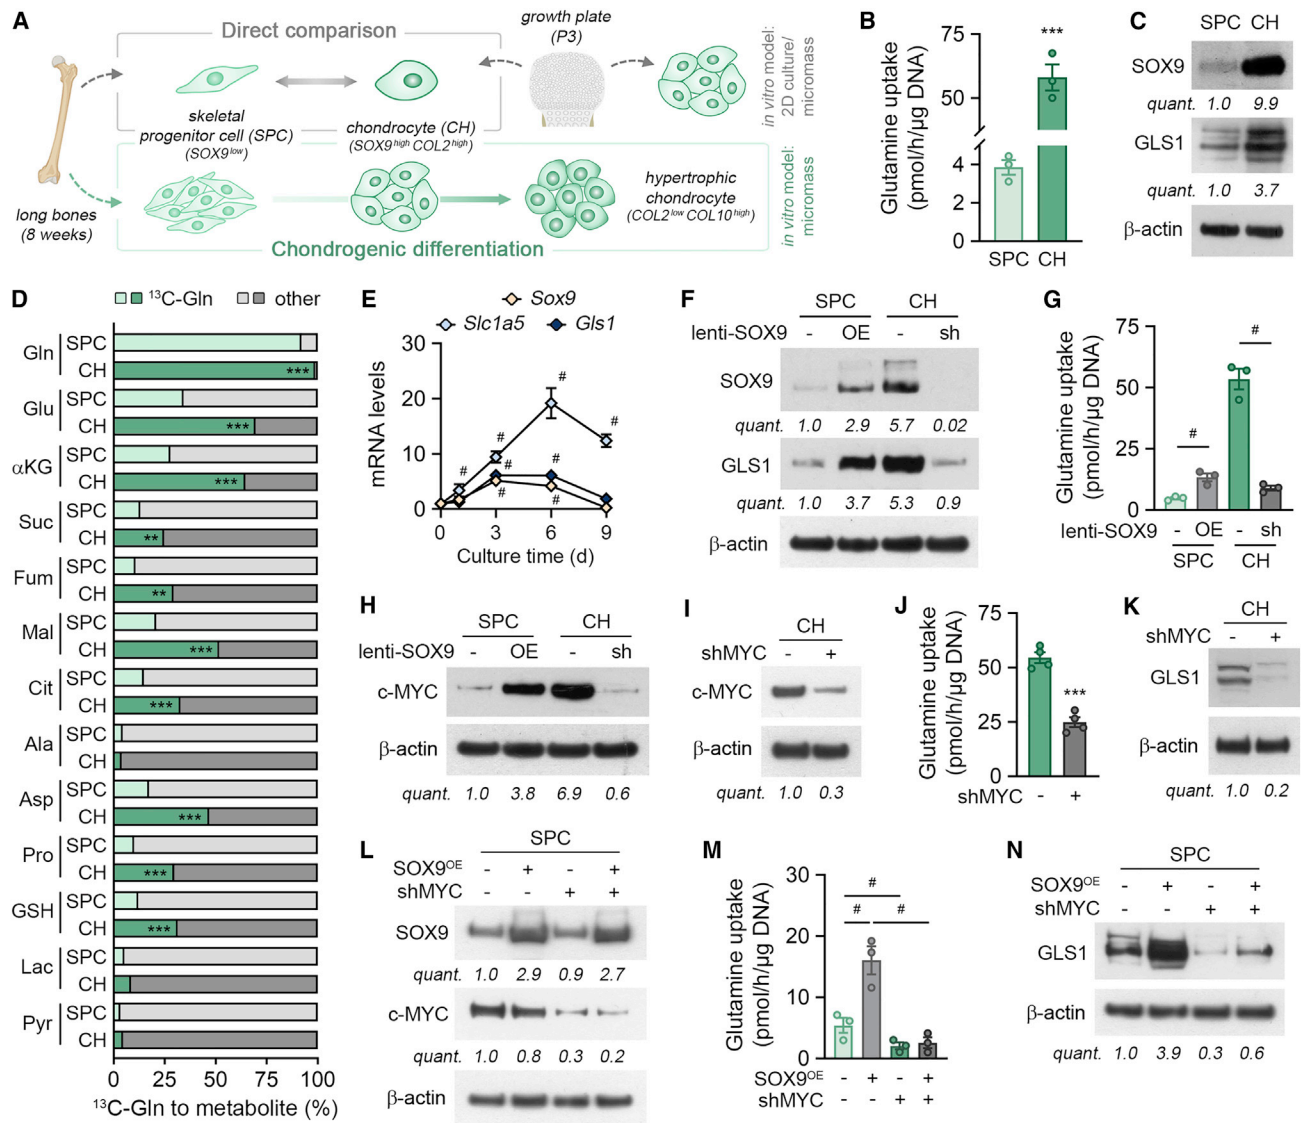 A
Direct comparison
growth plate
(P3)
skeletal
progenitor cell (SPC)
(SOX9low)
chondrocyte (CH)
(SOX9high COL2high)
in vitro model:
2D culture/
micromass
long bones
(8 weeks)
hypertrophic
chondrocyte
(COL2low COL10high)
in vitro model:
micromass
Chondrogenic differentiation
B
Glutamine uptake
(pmol/h/µg DNA)
75
50
4
2
0
***
SPC CH
C
SPC CH
SOX9
quant. 1.0 9.9
GLS1
quant. 1.0 3.7
β-actin
D
13C-Gln other
Gln SPC
CH ***
Glu SPC
CH ***
αKG SPC
CH ***
Suc SPC
CH **
Fum SPC
CH **
Mal SPC
CH ***
Cit SPC
CH ***
Ala SPC
CH
Asp SPC
CH ***
Pro SPC
CH ***
GSH SPC
CH ***
Lac SPC
CH
Pyr SPC
CH
0 25 50 75 100
13C-Gln to metabolite (%)
E
Sox9
Slc1a5 Gls1
mRNA levels
30
20
10
0
# # # # # # # #
0 3 6 9
Culture time (d)
F
SPC CH
lenti-SOX9 - OE - sh
SOX9
quant. 1.0 2.9 5.7 0.02
GLS1
quant. 1.0 3.7 5.3 0.9
β-actin
G
Glutamine uptake
(pmol/h/µg DNA)
75
50
25
0
# #
lenti-SOX9 - OE - sh
SPC CH
H
SPC CH
lenti-SOX9 - OE - sh
c-MYC
β-actin
quant. 1.0 3.8 6.9 0.6
I
CH
shMYC - +
c-MYC
β-actin
quant. 1.0 0.3
J
Glutamine uptake
(pmol/h/µg DNA)
75
50
25
0
***
shMYC - +
K
CH
shMYC - +
GLS1
β-actin
quant. 1.0 0.2
L
SPC
SOX9OE - + - +
shMYC - - + +
SOX9
quant. 1.0 2.9 0.9 2.7
c-MYC
quant. 1.0 0.8 0.3 0.2
β-actin
M
Glutamine uptake
(pmol/h/µg DNA)
30
20
10
0
#
# #
SOX9OE - + - +
shMYC - - + +
N
SPC
SOX9OE - + - +
shMYC - - + +
GLS1
β-actin
quant. 1.0 3.9 0.3 0.6